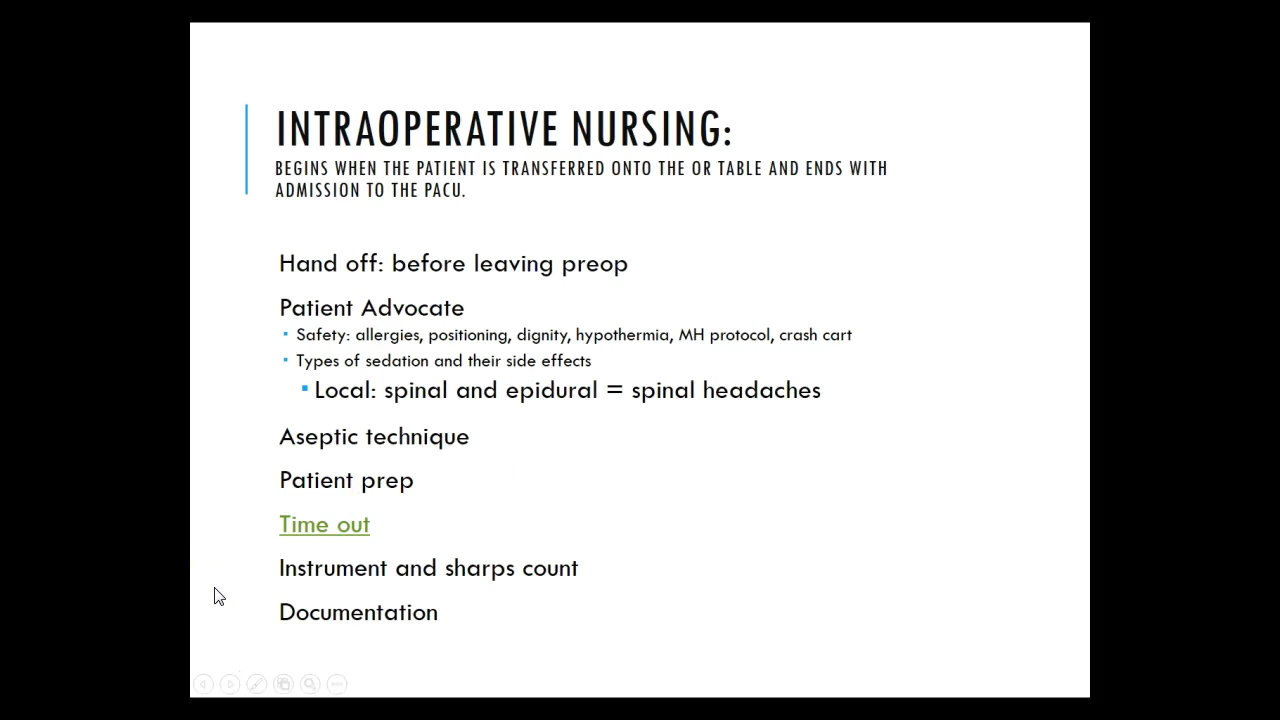 INTRAOPERATIVE NURSING:
BEGINS WHEN THE PATIENT IS TRANSFERRED ONTO THE OR TABLE AND ENDS WITH
ADMISSION TO THE PACU.
Hand off: before leaving preop
Patient Advocate
Safety: allergies, positioning, dignity, hypothermia, MH protocol, crash cart
Types of sedation and their side effects
Local: spinal and epidural = spinal headaches
Aseptic technique
Patient prep
Time out
Instrument and sharps count
Documentation